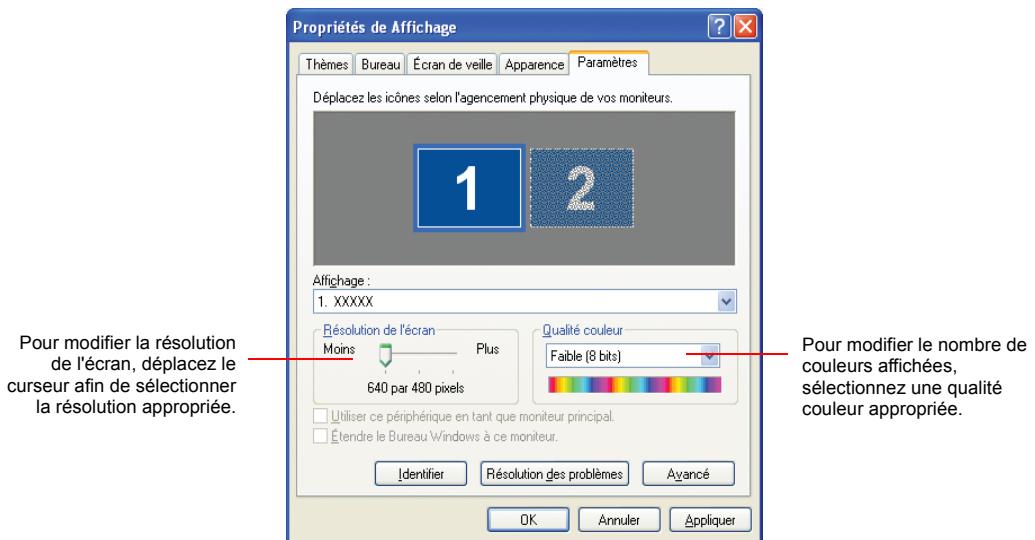 Propriétés de Affichage
Thèmes Bureau Écran de veille Apparence Paramètres
Déplacez les icônes selon l'agencement physique de vos moniteurs.
1 2
Affichage :
1. XXXXX
Résolution de l'écran
Moins Plus
640 par 480 pixels
Qualité couleur
Faible (8 bits)
Utiliser ce périphérique en tant que moniteur principal.
Étendre le Bureau Windows à ce moniteur.
Identifier Résolution des problèmes Avancé
OK Annuler Appliquer
Pour modifier la résolution
de l'écran, déplacez le
curseur afin de sélectionner
la résolution appropriée.
Pour modifier le nombre de
couleurs affichées,
sélectionnez une qualité
couleur appropriée.